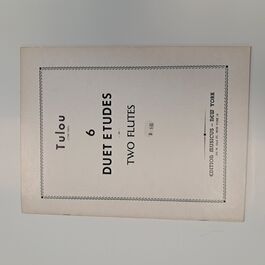 Tulou
6
DUET ETUDES
TWO FLUTES
EDITION MUSICUS – NEW YORK